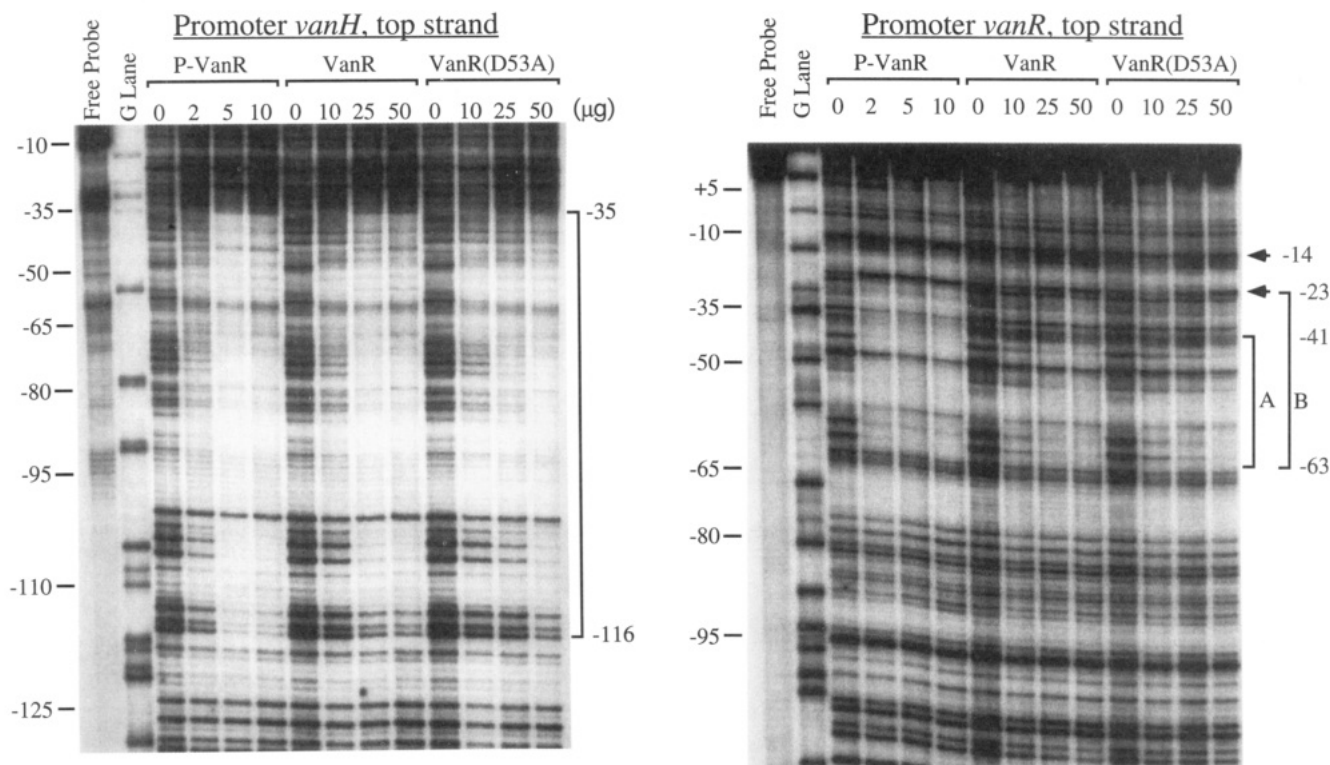 Promoter vanH, top strand
P-VanR VanR VanR(D53A)
Free Probe
G Lane
0 2 5 10 0 10 25 50 0 10 25 50 (μg)
-10
-35
-50
-65
-80
-95
-110
-125
-35
-116
Promoter vanR, top strand
P-VanR VanR VanR(D53A)
Free Probe
G Lane
0 2 5 10 0 10 25 50 0 10 25 50
+5
-10
-35
-50
-65
-80
-95
-14
-23
-41
A B
-63